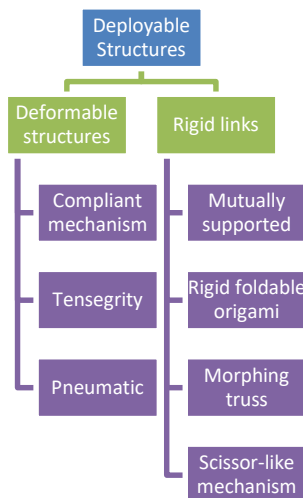 Deployable
Structures
Deformable
structures
Rigid links
Compliant
mechanism
Tensegrity
Pneumatic
Mutually
supported
Rigid foldable
origami
Morphing
truss
Scissor-like
mechanism